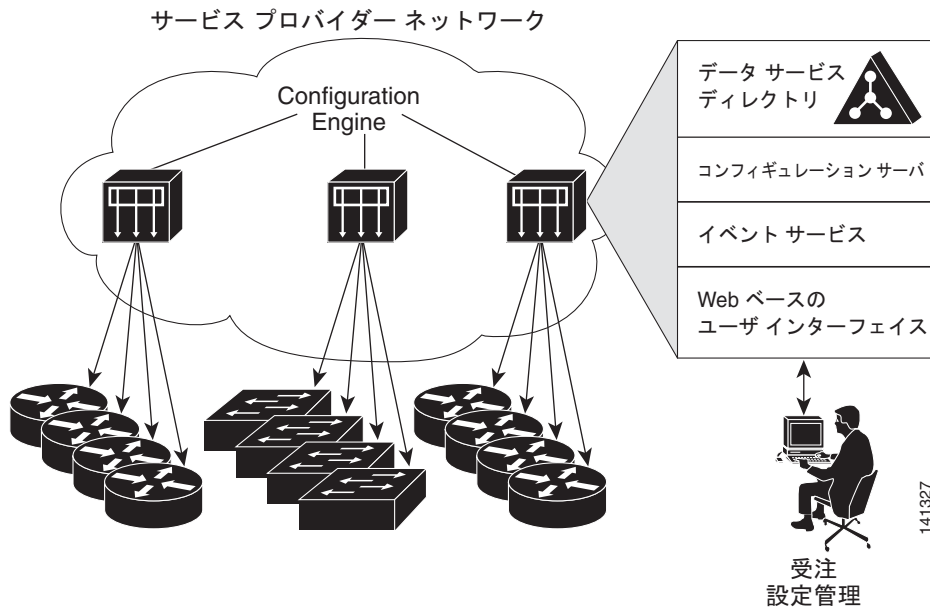 サービス プロバイダー ネットワーク
Configuration
Engine
データ サービス
ディレクトリ
コンフィギュレーション サーバ
イベント サービス
Web ベースの
ユーザ インターフェイス
141327
受注
設定管理